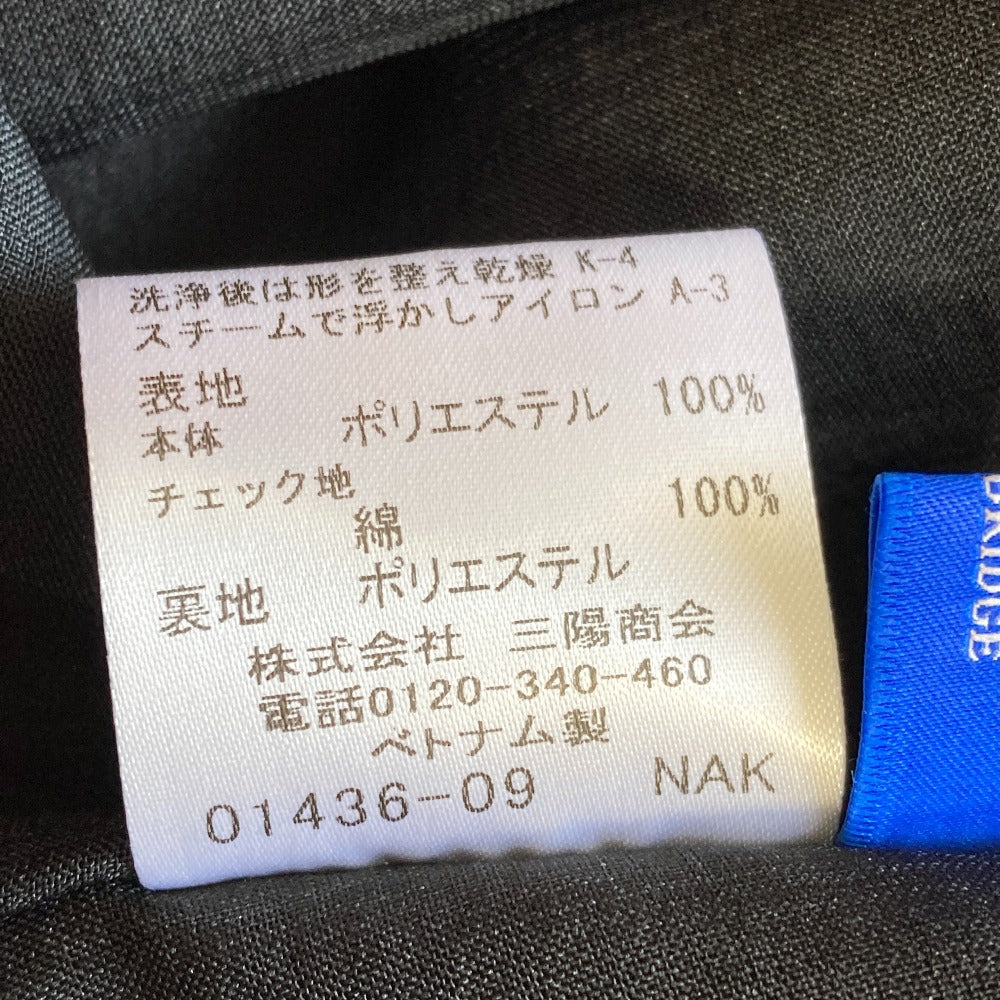 洗浄後は形を整え乾燥 K-4
スチームで浮かしアイロン A-3
表地
本体 ポリエステル 100%
チェック地
綿 100%
裏地 ポリエステル
株式会社 三陽商会
電話0120-340-460
ベトナム製
01436-09 NAK
BRIDGE